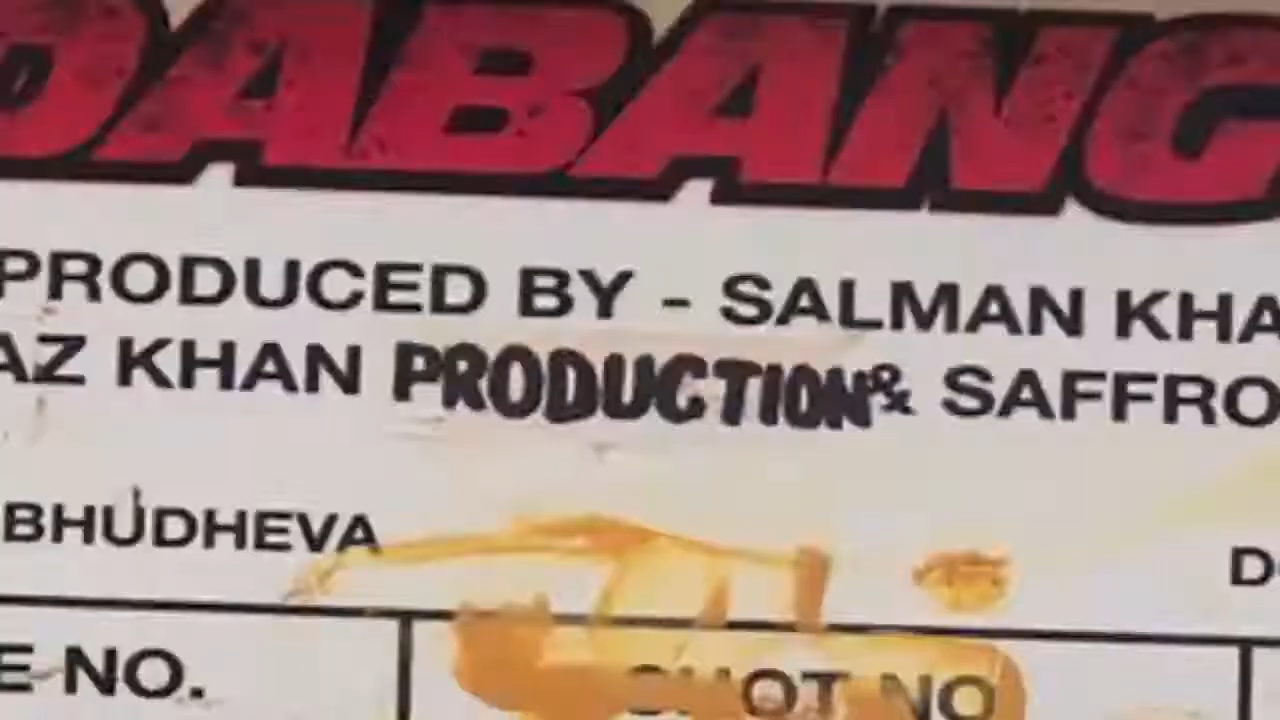 DABANG
PRODUCED BY - SALMAN KHA
AZ KHAN PRODUCTION & SAFFRO
BHUDHEVA
D
E NO.
SHOT NO